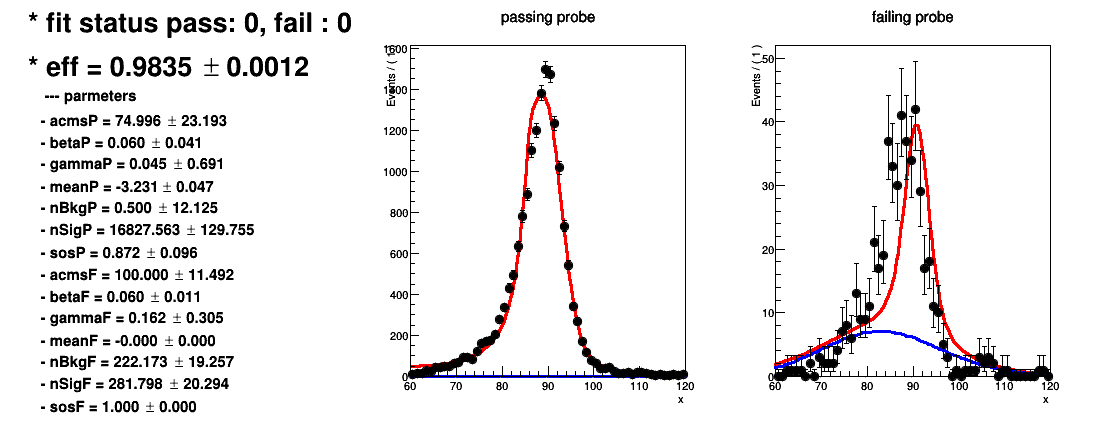 * fit status pass: 0, fail : 0
* eff = 0.9835 ± 0.0012
--- parmeters
- acmsP = 74.996 ± 23.193
- betaP = 0.060 ± 0.041
- gammaP = 0.045 ± 0.691
- meanP = -3.231 ± 0.047
- nBkgP = 0.500 ± 12.125
- nSigP = 16827.563 ± 129.755
- sosP = 0.872 ± 0.096
- acmsF = 100.000 ± 11.492
- betaF = 0.060 ± 0.011
- gammaF = 0.162 ± 0.305
- meanF = -0.000 ± 0.000
- nBkgF = 222.173 ± 19.257
- nSigF = 281.798 ± 20.294
- sosF = 1.000 ± 0.000
passing probe
Events / ( 1 )
1600
1400
1200
1000
800
600
400
200
0
60 70 80 90 100 110 120
x
failing probe
Events / ( 1 )
50
40
30
20
10
0
60 70 80 90 100 110 120
x